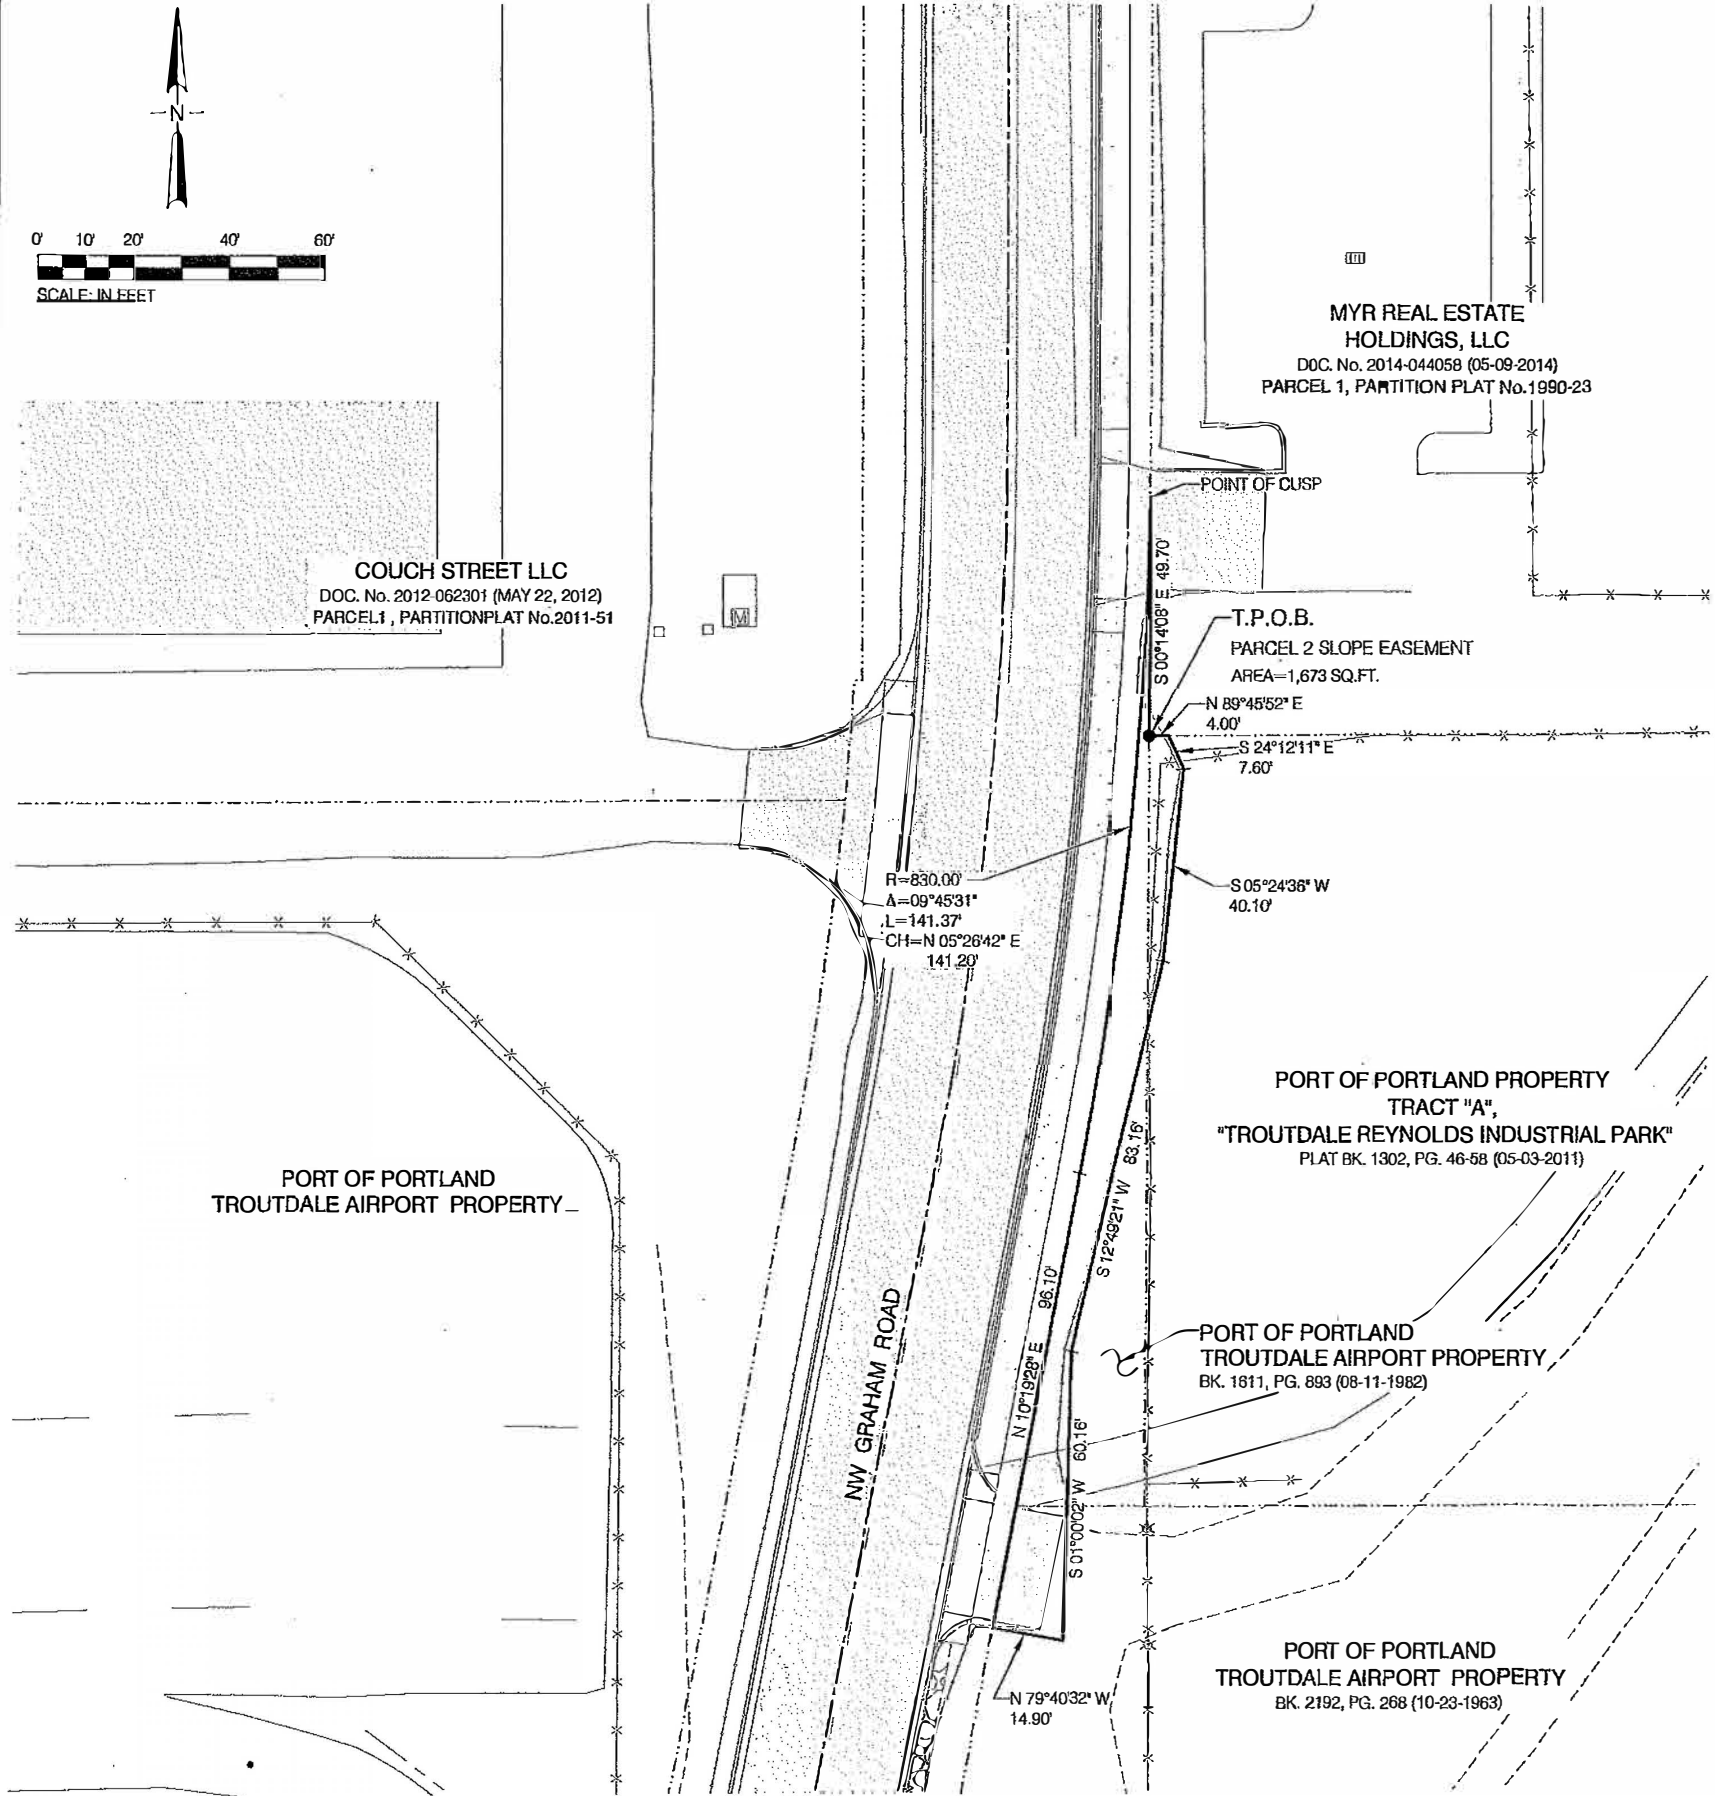 N
0' 10' 20' 40' 60'
SCALE: IN FEET
MYR REAL ESTATE
HOLDINGS, LLC
DOC. No. 2014-044058 (05-09-2014)
PARCEL 1, PARTITION PLAT No.1990-23
POINT OF CUSP
S 00°14'08" E 49.70'
COUCH STREET LLC
DOC. No. 2012-062301 (MAY 22, 2012)
PARCEL1, PARTITIONPLAT No.2011-51
M
T.P.O.B.
PARCEL 2 SLOPE EASEMENT
AREA=1,673 SQ.FT.
N 89°45'52" E
4.00'
S 24°12'11" E
7.60'
R=830.00'
Δ=09°45'31"
L=141.37'
CH=N 05°26'42" E
141.20'
S 05°24'36" W
40.10'
PORT OF PORTLAND PROPERTY
TRACT "A",
"TROUTDALE REYNOLDS INDUSTRIAL PARK"
PLAT BK. 1302, PG. 46-58 (05-03-2011)
PORT OF PORTLAND
TROUTDALE AIRPORT PROPERTY
S 12°49'21" W 83.16'
N 10°19'28" E 96.10'
NW GRAHAM ROAD
PORT OF PORTLAND
TROUTDALE AIRPORT PROPERTY
BK. 1611, PG. 893 (08-11-1982)
S 01°00'02" W 60.16'
N 79°40'32" W
14.90'
PORT OF PORTLAND
TROUTDALE AIRPORT PROPERTY
BK. 2192, PG. 268 (10-23-1963)